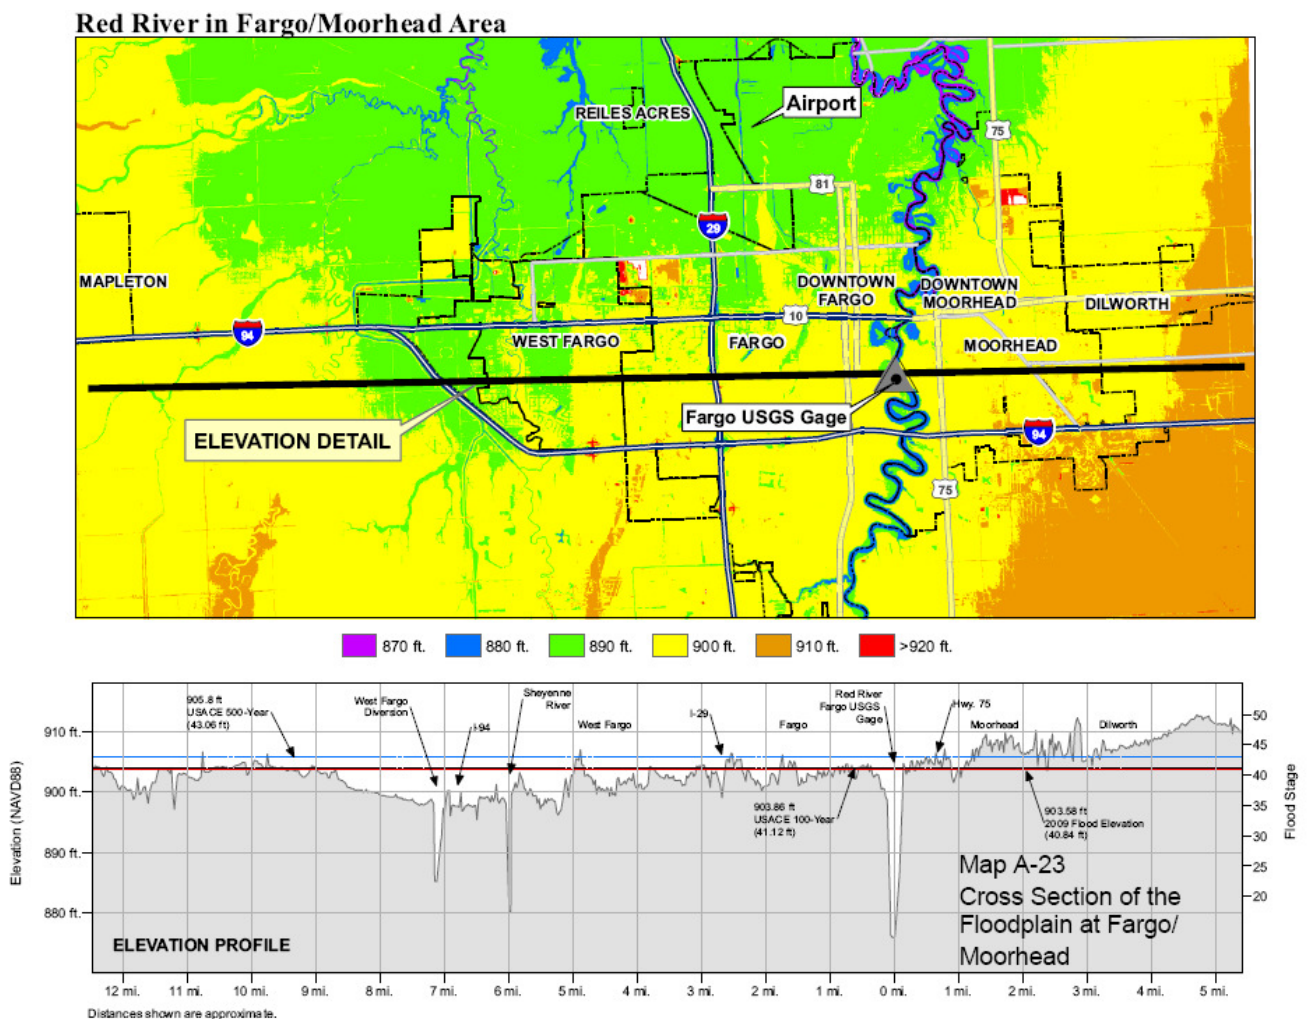 Red River in Fargo/Moorhead Area
Airport
REILES ACRES
75
81
29
MAPLETON
DOWNTOWN
FARGO
DOWNTOWN
MOORHEAD
DILWORTH
10
94
WEST FARGO
FARGO
MOORHEAD
Fargo USGS Gage
ELEVATION DETAIL
94
75
870 ft.
880 ft.
890 ft.
900 ft.
910 ft.
>920 ft.
905.8 ft
USACE 500-Year
(43.06 ft)
West Fargo
Diversion
I-94
Sheyenne
River
West Fargo
I-29
Fargo
Red River
Fargo USGS
Gage
Hwy. 75
Moorhead
Dilworth
910 ft.
900 ft.
890 ft.
880 ft.
Elevation (NAVD88)
50
45
40
35
30
25
20
Flood Stage
903.86 ft
USACE 100-Year
(41.12 ft)
903.58 ft
2009 Flood Elevation
(40.84 ft)
Map A-23
Cross Section of the
Floodplain at Fargo/
Moorhead
ELEVATION PROFILE
12 mi.
11 mi.
10 mi.
9 mi.
8 mi.
7 mi.
6 mi.
5 mi.
4 mi.
3 mi.
2 mi.
1 mi.
0 mi.
1 mi.
2 mi.
3 mi.
4 mi.
5 mi.
Distances shown are approximate.